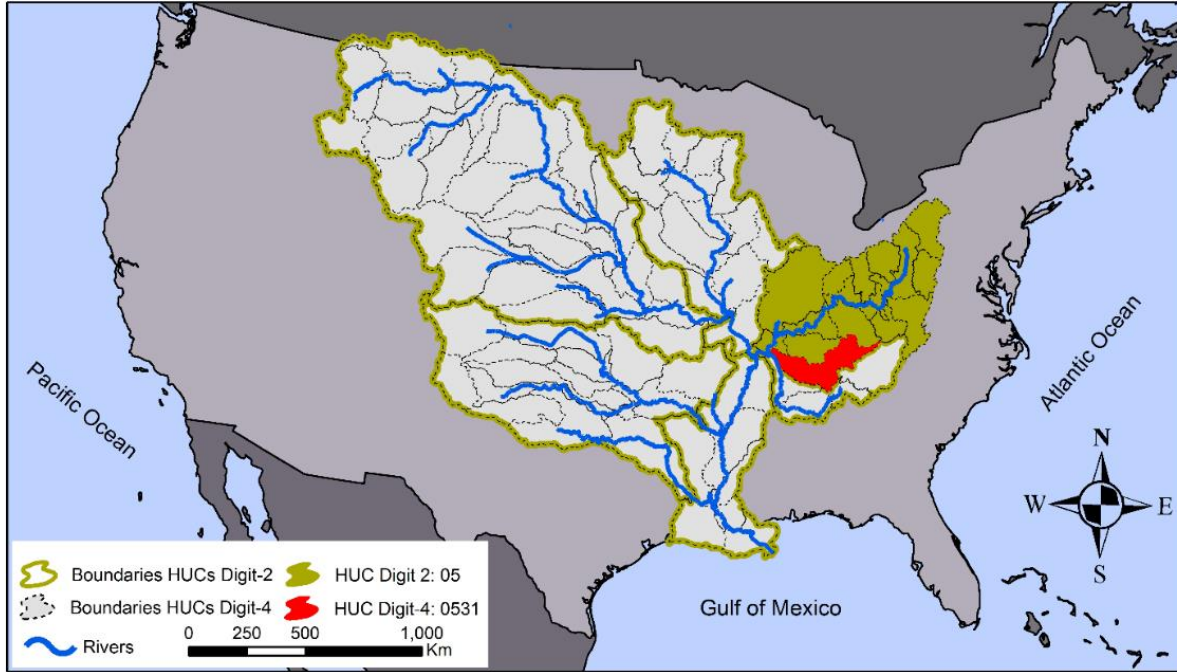 Pacific Ocean
Atlantic Ocean
Gulf of Mexico
N
W
E
S
Boundaries HUCs Digit-2
HUC Digit 2: 05
Boundaries HUCs Digit-4
HUC Digit-4: 0531
Rivers
0 250 500 1,000
Km